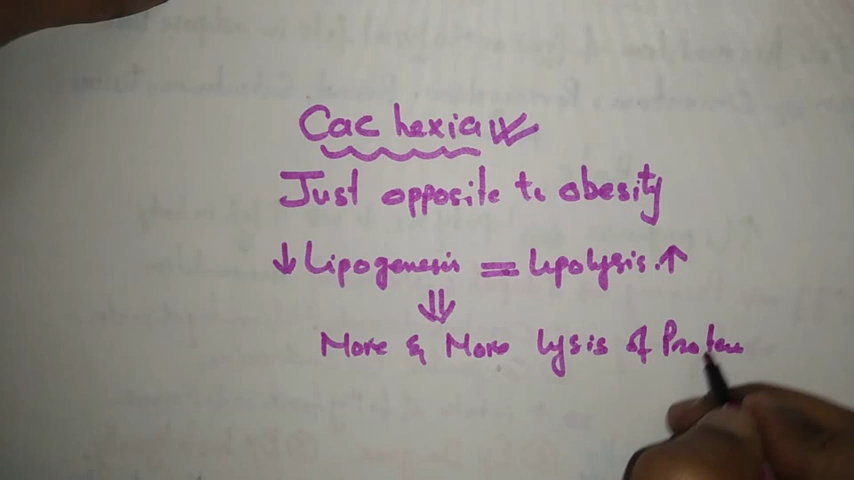 Cachexia
Just opposite to obesity
↓ Lipogenesis = Lipolysis ↑
⇓
More & More lysis of Protein